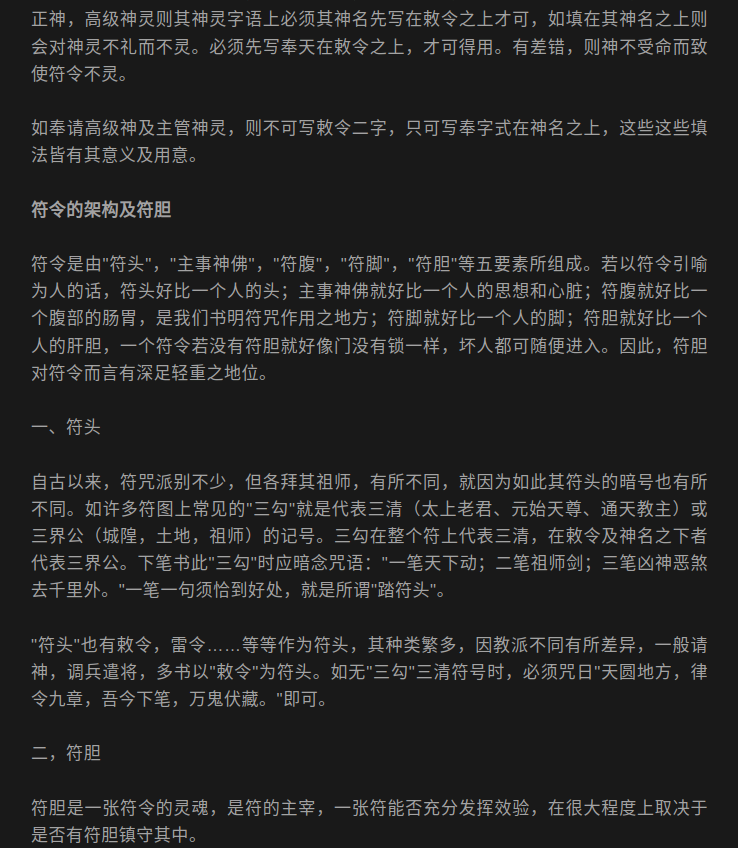 正神，高级神灵则其神灵字语上必须其神名先写在敕令之上才可，如填在其神名之上则
会对神灵不礼而不灵。必须先写奉天在敕令之上，才可得用。有差错，则神不受命而致
使符令不灵。
如奉请高级神及主管神灵，则不可写敕令二字，只可写奉字式在神名之上，这些这些填
法皆有其意义及用意。
符令的架构及符胆
符令是由"符头"，"主事神佛"，"符腹"，"符脚"，"符胆"等五要素所组成。若以符令引喻
为人的话，符头好比一个人的头；主事神佛就好比一个人的思想和心脏；符腹就好比一
个腹部的肠胃，是我们书明符咒作用之地方；符脚就好比一个人的脚；符胆就好比一个
人的肝胆，一个符令若没有符胆就好像门没有锁一样，坏人都可随便进入。因此，符胆
对符令而言有深足轻重之地位。
一、符头
自古以来，符咒派别不少，但各拜其祖师，有所不同，就因为如此其符头的暗号也有所
不同。如许多符图上常见的"三勾"就是代表三清（太上老君、元始天尊、通天教主）或
三界公（城隍，土地，祖师）的记号。三勾在整个符上代表三清，在敕令及神名之下者
代表三界公。下笔书此"三勾"时应暗念咒语："一笔天下动；二笔祖师剑；三笔凶神恶煞
去千里外。"一笔一句须恰到好处，就是所谓"踏符头"。
"符头"也有敕令，雷令……等等作为符头，其种类繁多，因教派不同有所差异，一般请
神，调兵遣将，多书以"敕令"为符头。如无"三勾"三清符号时，必须咒日"天圆地方，律
令九章，吾今下笔，万鬼伏藏。"即可。
二，符胆
符胆是一张符令的灵魂，是符的主宰，一张符能否充分发挥效验，在很大程度上取决于
是否有符胆镇守其中。